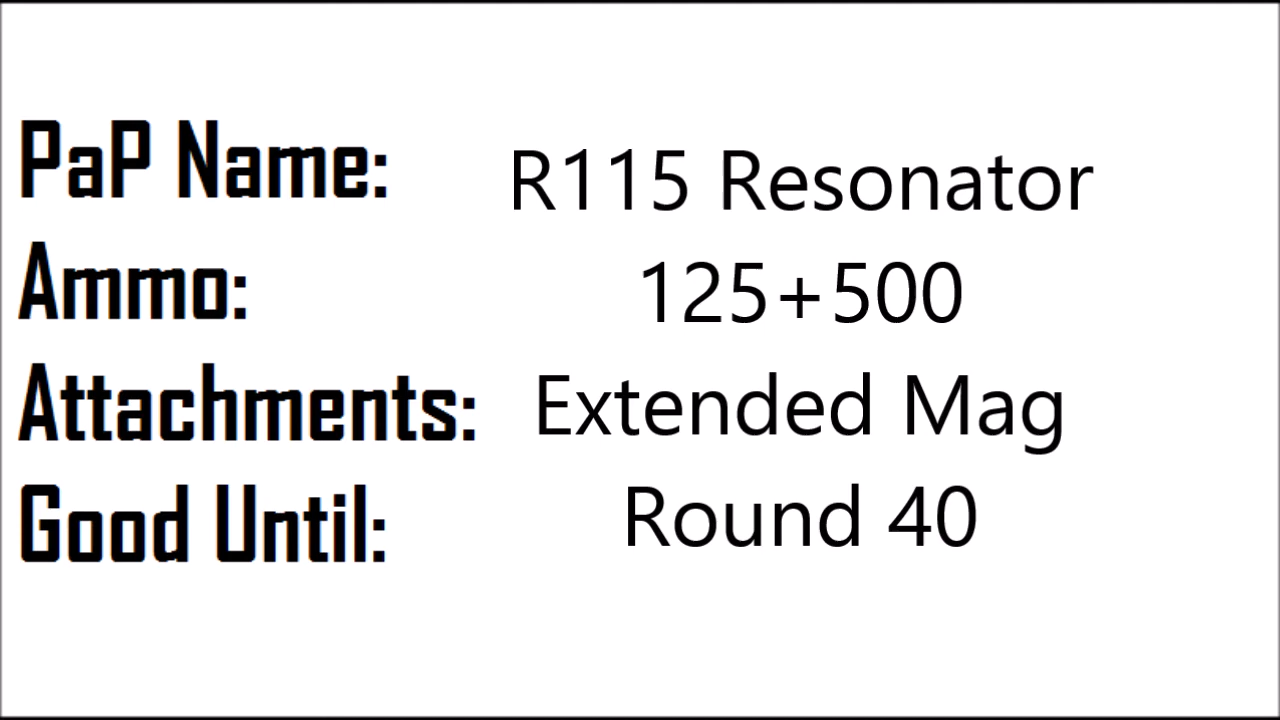 PaP Name: R115 Resonator
Ammo: 125+500
Attachments: Extended Mag
Good Until: Round 40